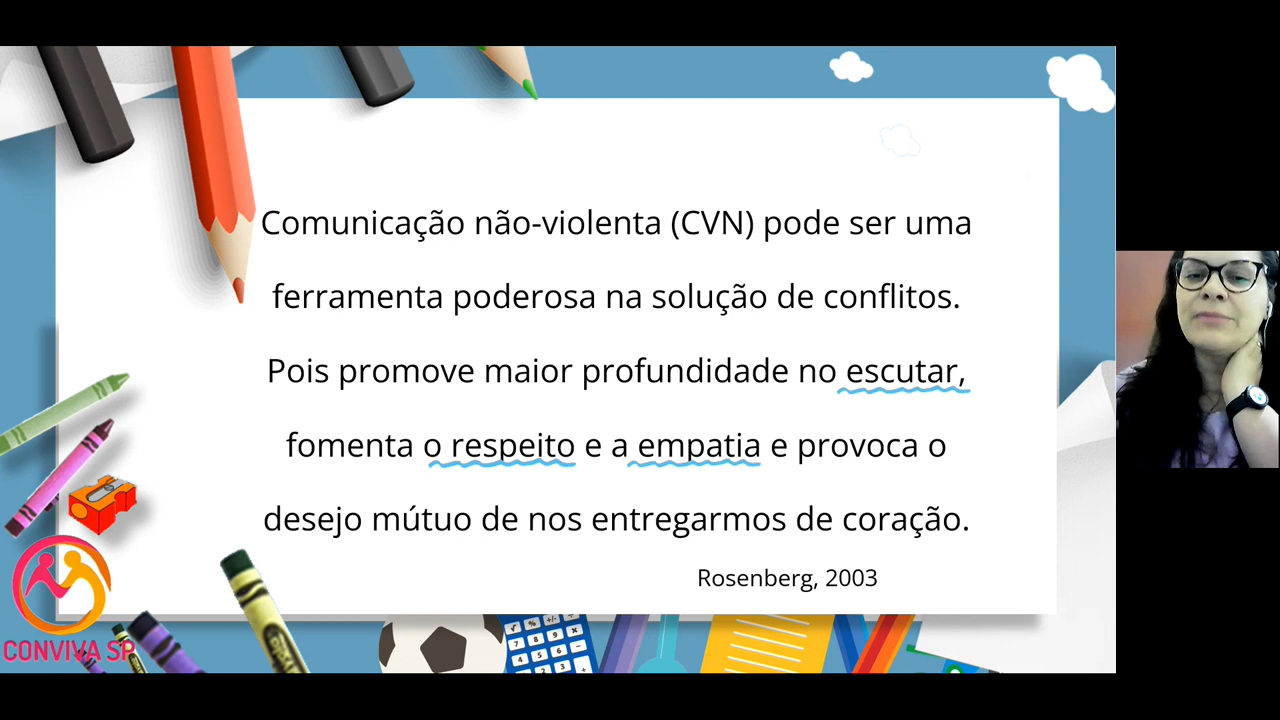 Comunicação não-violenta (CVN) pode ser uma
ferramenta poderosa na solução de conflitos.
Pois promove maior profundidade no escutar,
fomenta o respeito e a empatia e provoca o
desejo mútuo de nos entregarmos de coração.
Rosenberg, 2003
CONVIVA SP